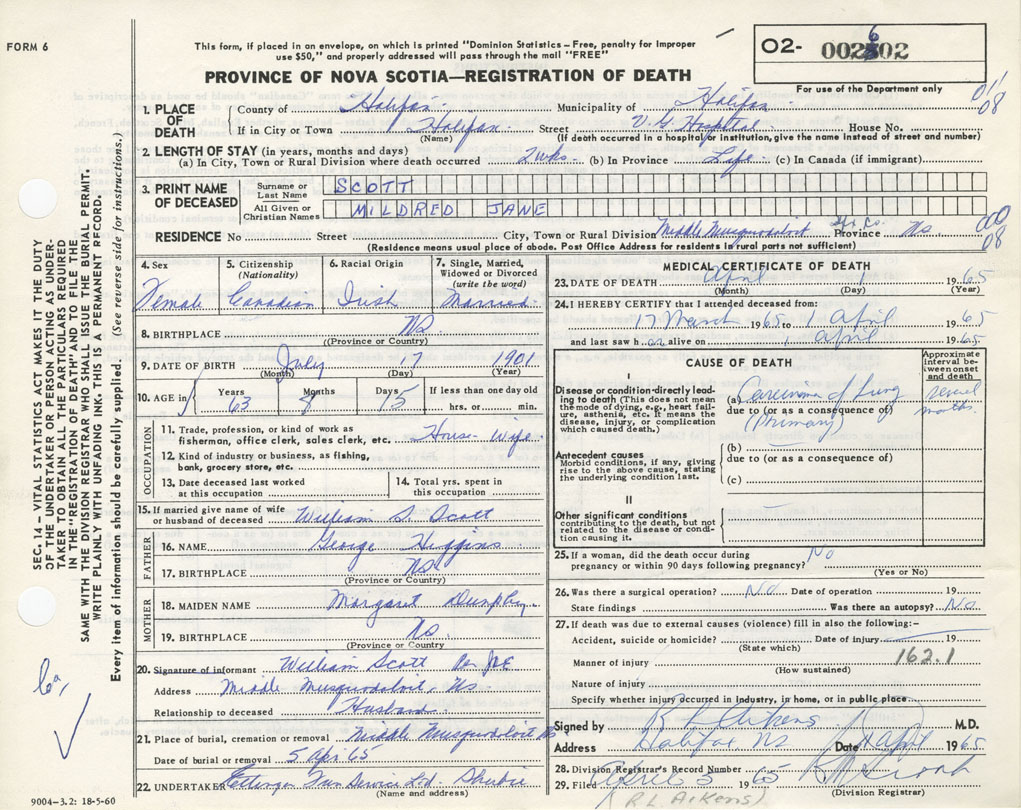 FORM 6
This form, if placed in an envelope, on which is printed "Dominion Statistics – Free, penalty for improper
use $50," and properly addressed will pass through the mail "FREE"
PROVINCE OF NOVA SCOTIA—REGISTRATION OF DEATH
02- 002602
For use of the Department only
01/08
1. PLACE OF DEATH
County of Halifax Municipality of Halifax
If in City or Town Halifax Street V.G. Hospital House No.
(Name) (If death occurred in a hospital or institution, give the name instead of street and number)
2. LENGTH OF STAY (in years, months and days)
(a) In City, Town or Rural Division where death occurred 2 wks. (b) In Province Life (c) In Canada (if immigrant)
3. PRINT NAME OF DECEASED
Surname or Last Name SCOTT
All Given or Christian Names MILDRED JANE
RESIDENCE No Street City, Town or Rural Division Middle Musquodoboit Hfx Co. Province NS
000/08
(Residence means usual place of abode. Post Office Address for residents in rural parts not sufficient)
4. Sex Female
5. Citizenship (Nationality) Canadian
6. Racial Origin Irish
7. Single, Married, Widowed or Divorced (write the word) Married
8. BIRTHPLACE NS
(Province or Country)
9. DATE OF BIRTH July 17 1901
(Month) (Day) (Year)
10. AGE in Years 63 Months 8 Days 15 If less than one day old hrs. or min.
OCCUPATION
11. Trade, profession, or kind of work as fisherman, office clerk, sales clerk, etc. House Wife
12. Kind of industry or business, as fishing, bank, grocery store, etc.
13. Date deceased last worked at this occupation
14. Total yrs. spent in this occupation
15. If married give name of wife or husband of deceased William S. Scott
FATHER
16. NAME George Higgins
17. BIRTHPLACE NS
(Province or Country)
MOTHER
18. MAIDEN NAME Margaret Dunphy
19. BIRTHPLACE NS
(Province or Country)
20. Signature of informant William Scott
Address Middle Musquodoboit, NS
Relationship to deceased Husband
21. Place of burial, cremation or removal Middle Musquodoboit NS
Date of burial or removal 5 Apr 65
22. UNDERTAKER Ettinger Fun Service Ltd. Shubie
(Name and address)
9004–3.2: 18-5-60
MEDICAL CERTIFICATE OF DEATH
23. DATE OF DEATH April 1 1965
(Month) (Day) (Year)
24. I HEREBY CERTIFY that I attended deceased from:
17 March 1965 to 1 April 1965
and last saw her alive on 1 April 1965
CAUSE OF DEATH
Approximate interval between onset and death
I
Disease or condition directly leading to death (This does not mean the mode of dying, e.g., heart failure, asthenia, etc. It means the disease, injury, or complication which caused death.)
(a) Carcinoma of Lung
due to (or as a consequence of)
(Primary)
several months
Antecedent causes
Morbid conditions, if any, giving rise to the above cause, stating the underlying condition last.
(b)
due to (or as a consequence of)
(c)
II
Other significant conditions
contributing to the death, but not related to the disease or condition causing it.
25. If a woman, did the death occur during pregnancy or within 90 days following pregnancy? No
(Yes or No)
26. Was there a surgical operation? No Date of operation 19
State findings Was there an autopsy? No
27. If death was due to external causes (violence) fill in also the following:–
Accident, suicide or homicide? Date of injury 19
(State which)
162.1
Manner of injury
(How sustained)
Nature of injury
Specify whether injury occurred in industry, in home, or in public place
Signed by R L Aikens M.D.
Address Halifax NS Date 1 April 1965
28. Division Registrar's Record Number
29. Filed April 5 1965
(Division Registrar)
(R.L. Aikens)
SEC. 14 – VITAL STATISTICS ACT MAKES IT THE DUTY
OF THE UNDERTAKER OR PERSON ACTING AS UNDER-
TAKER TO OBTAIN ALL THE PARTICULARS REQUIRED
IN THE "REGISTRATION OF DEATH" AND TO FILE THE
SAME WITH THE DIVISION REGISTRAR WHO SHALL ISSUE THE BURIAL PERMIT.
WRITE PLAINLY WITH UNFADING INK. THIS IS A PERMANENT RECORD.
Every item of information should be carefully supplied. (See reverse side for instructions.)